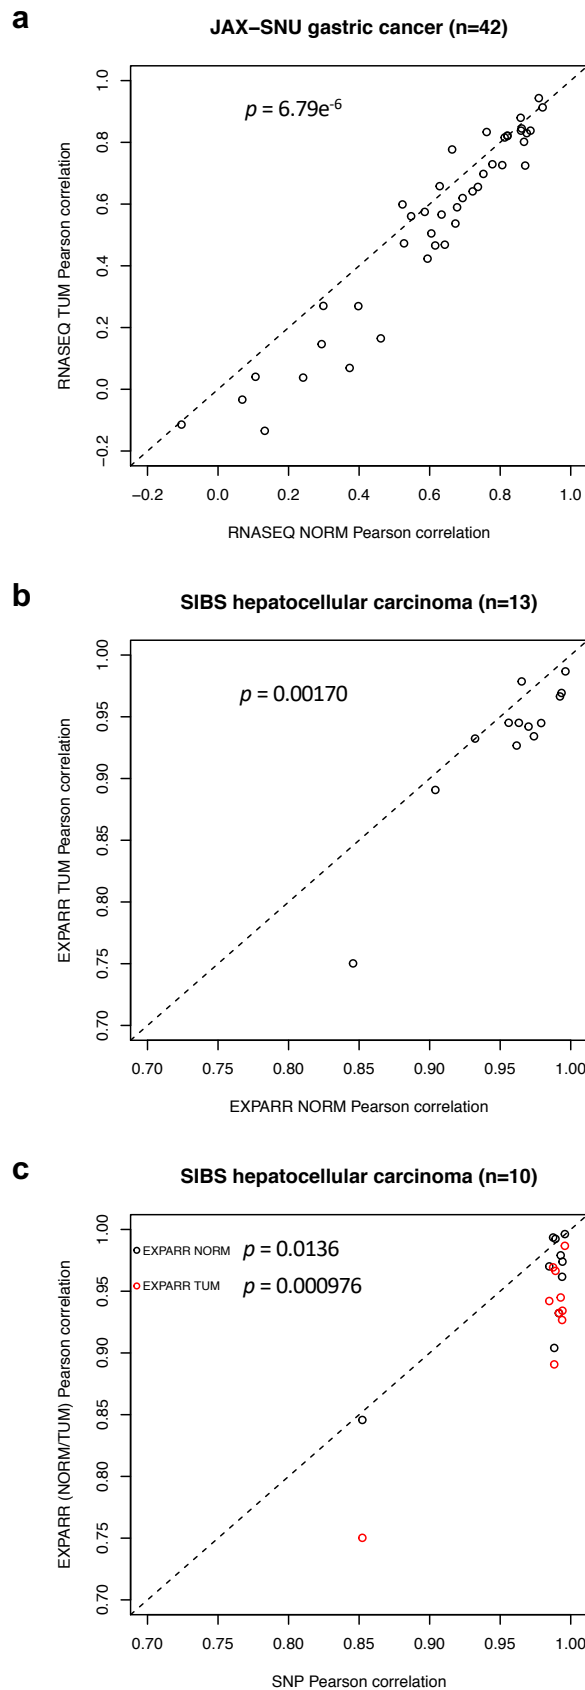 a
JAX–SNU gastric cancer (n=42)
p = 6.79e-6
RNASEQ TUM Pearson correlation
1.0
0.8
0.6
0.4
0.2
0.0
−0.2
−0.2 0.0 0.2 0.4 0.6 0.8 1.0
RNASEQ NORM Pearson correlation
b
SIBS hepatocellular carcinoma (n=13)
p = 0.00170
EXPARR TUM Pearson correlation
1.00
0.95
0.90
0.85
0.80
0.75
0.70
0.70 0.75 0.80 0.85 0.90 0.95 1.00
EXPARR NORM Pearson correlation
c
SIBS hepatocellular carcinoma (n=10)
EXPARR NORM p = 0.0136
EXPARR TUM p = 0.000976
EXPARR (NORM/TUM) Pearson correlation
1.00
0.95
0.90
0.85
0.80
0.75
0.70
0.70 0.75 0.80 0.85 0.90 0.95 1.00
SNP Pearson correlation